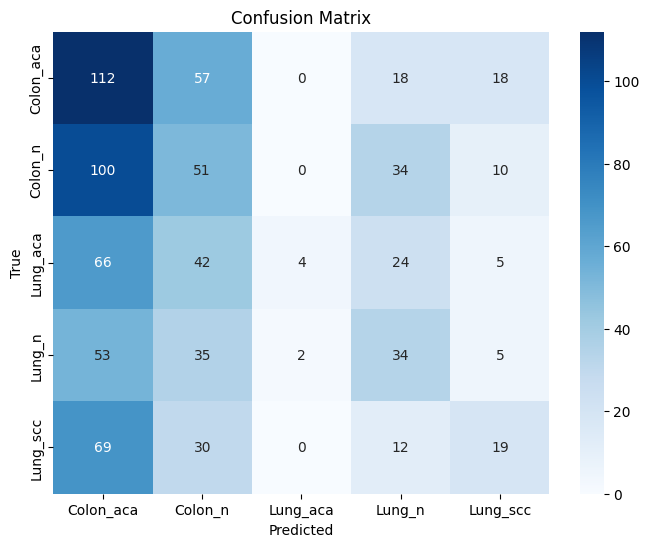 Confusion Matrix
Colon_aca 112 57 0 18 18
Colon_n 100 51 0 34 10
Lung_aca 66 42 4 24 5
Lung_n 53 35 2 34 5
Lung_scc 69 30 0 12 19
Colon_aca Colon_n Lung_aca Lung_n Lung_scc
Predicted
True
100
80
60
40
20
0